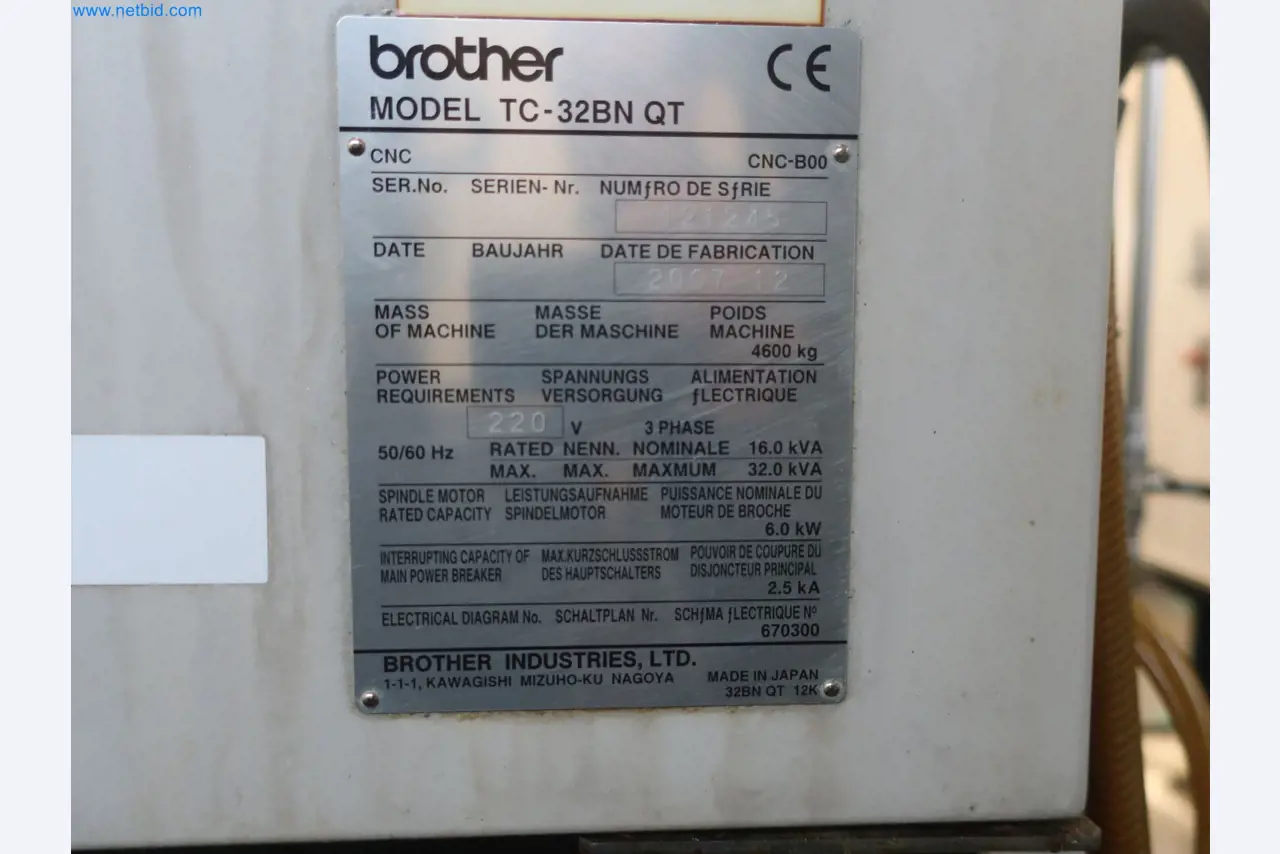 www.netbid.com
brother CE
MODEL TC-32BN QT
CNC CNC-B00
SER.No. SERIEN- Nr. NUMƒRO DE SƒRIE
121245
DATE BAUJAHR DATE DE FABRICATION
2007 12
MASS MASSE POIDS
OF MACHINE DER MASCHINE MACHINE
4600 kg
POWER SPANNUNGS ALIMENTATION
REQUIREMENTS VERSORGUNG ƒLECTRIQUE
220 V 3 PHASE
50/60 Hz RATED NENN. NOMINALE 16.0 kVA
MAX. MAX. MAXMUM 32.0 kVA
SPINDLE MOTOR LEISTUNGSAUFNAHME PUISSANCE NOMINALE DU
RATED CAPACITY SPINDELMOTOR MOTEUR DE BROCHE
6.0 kW
INTERRUPTING CAPACITY OF MAX.KURZSCHLUSSSTROM POUVOIR DE COUPURE DU
MAIN POWER BREAKER DES HAUPTSCHALTERS DISJONCTEUR PRINCIPAL
2.5 kA
ELECTRICAL DIAGRAM No. SCHALTPLAN Nr. SCHƒMA ƒLECTRIQUE Nº
670300
BROTHER INDUSTRIES, LTD.
1-1-1, KAWAGISHI MIZUHO-KU NAGOYA MADE IN JAPAN
32BN QT 12K